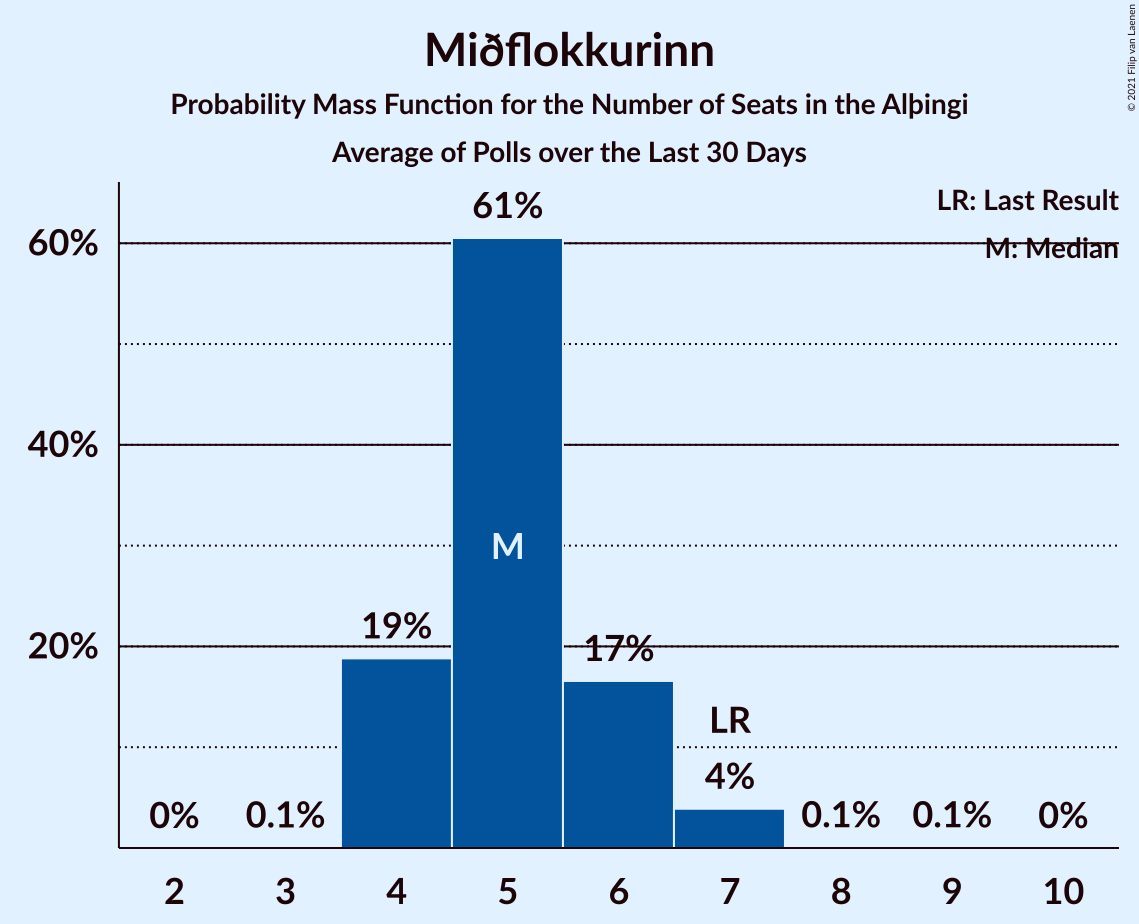 Miðflokkurinn
Probability Mass Function for the Number of Seats in the Alþingi
Average of Polls over the Last 30 Days
© 2021 Filip van Laenen
LR: Last Result
M: Median
61%
60%
40%
M
19%
20%
17%
LR
4%
0%
0.1%
0.1%
0.1%
0%
2
3
4
5
6
7
8
9
10